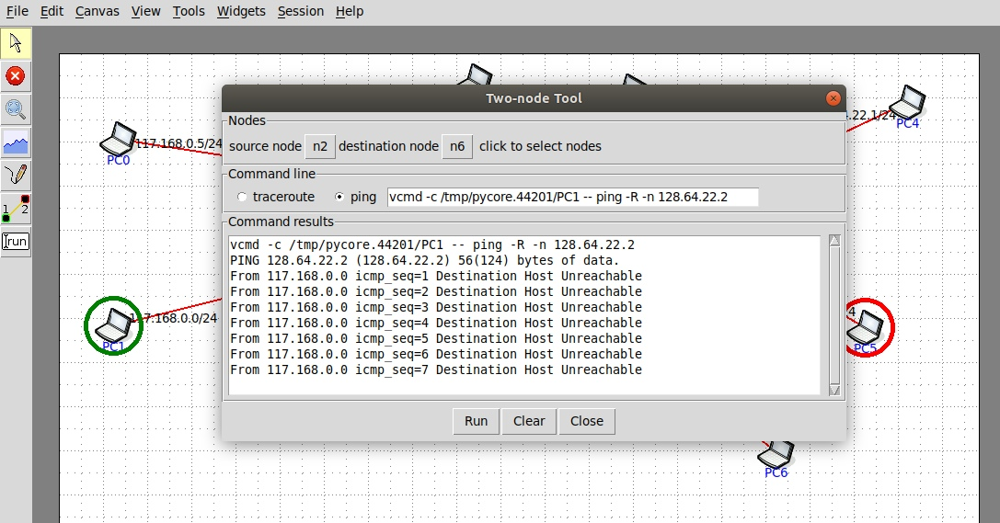 File Edit Canvas View Tools Widgets Session Help
Two-node Tool
Nodes
source node n2 destination node n6 click to select nodes
Command line
traceroute ping vcmd -c /tmp/pycore.44201/PC1 -- ping -R -n 128.64.22.2
Command results
vcmd -c /tmp/pycore.44201/PC1 -- ping -R -n 128.64.22.2
PING 128.64.22.2 (128.64.22.2) 56(124) bytes of data.
From 117.168.0.0 icmp_seq=1 Destination Host Unreachable
From 117.168.0.0 icmp_seq=2 Destination Host Unreachable
From 117.168.0.0 icmp_seq=3 Destination Host Unreachable
From 117.168.0.0 icmp_seq=4 Destination Host Unreachable
From 117.168.0.0 icmp_seq=5 Destination Host Unreachable
From 117.168.0.0 icmp_seq=6 Destination Host Unreachable
From 117.168.0.0 icmp_seq=7 Destination Host Unreachable
Run Clear Close
117.168.0.5/24
PC0
.22.1/24
PC4
117.168.0.0/24
PC1
4
PC5
PC6
1 2
run